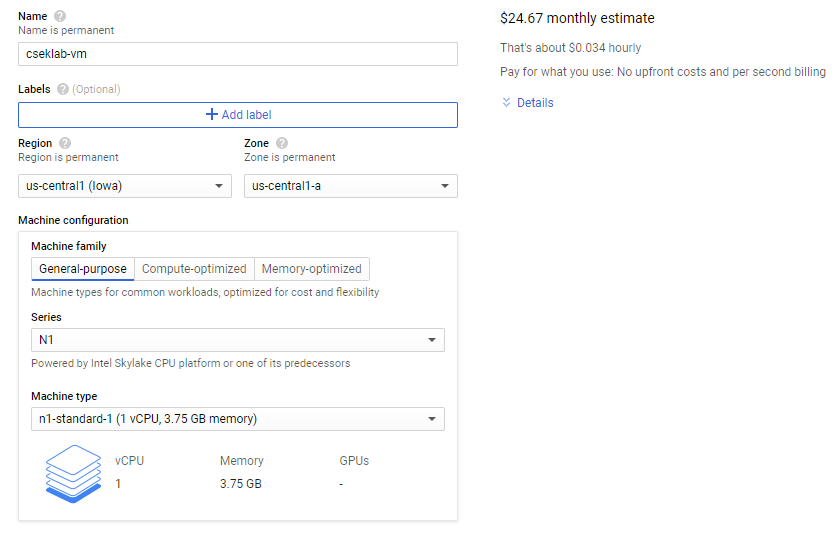 Name
Name is permanent
cseklab-vm
Labels ? (Optional)
+ Add label
Region ?
Region is permanent
us-central1 (Iowa)
Zone ?
Zone is permanent
us-central1-a
Machine configuration
Machine family
General-purpose Compute-optimized Memory-optimized
Machine types for common workloads, optimized for cost and flexibility
Series
N1
Powered by Intel Skylake CPU platform or one of its predecessors
Machine type
n1-standard-1 (1 vCPU, 3.75 GB memory)
vCPU Memory GPUs
1 3.75 GB -
$24.67 monthly estimate
That's about $0.034 hourly
Pay for what you use: No upfront costs and per second billing
Details